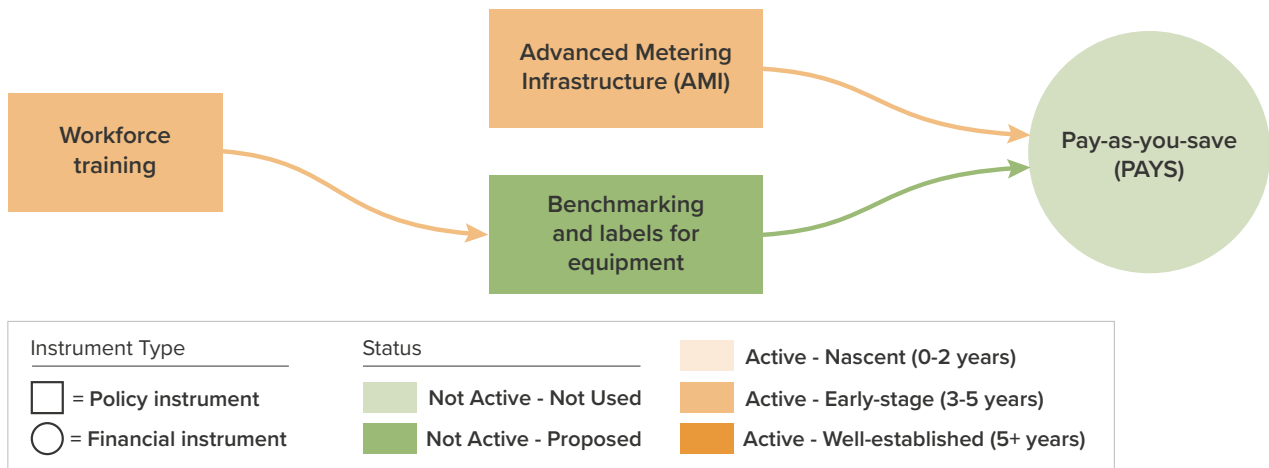 Advanced Metering
Infrastructure (AMI)
Workforce
training
Pay-as-you-save
(PAYS)
Benchmarking
and labels for
equipment
Instrument Type
= Policy instrument
= Financial instrument
Status
Not Active - Not Used
Not Active - Proposed
Active - Nascent (0-2 years)
Active - Early-stage (3-5 years)
Active - Well-established (5+ years)